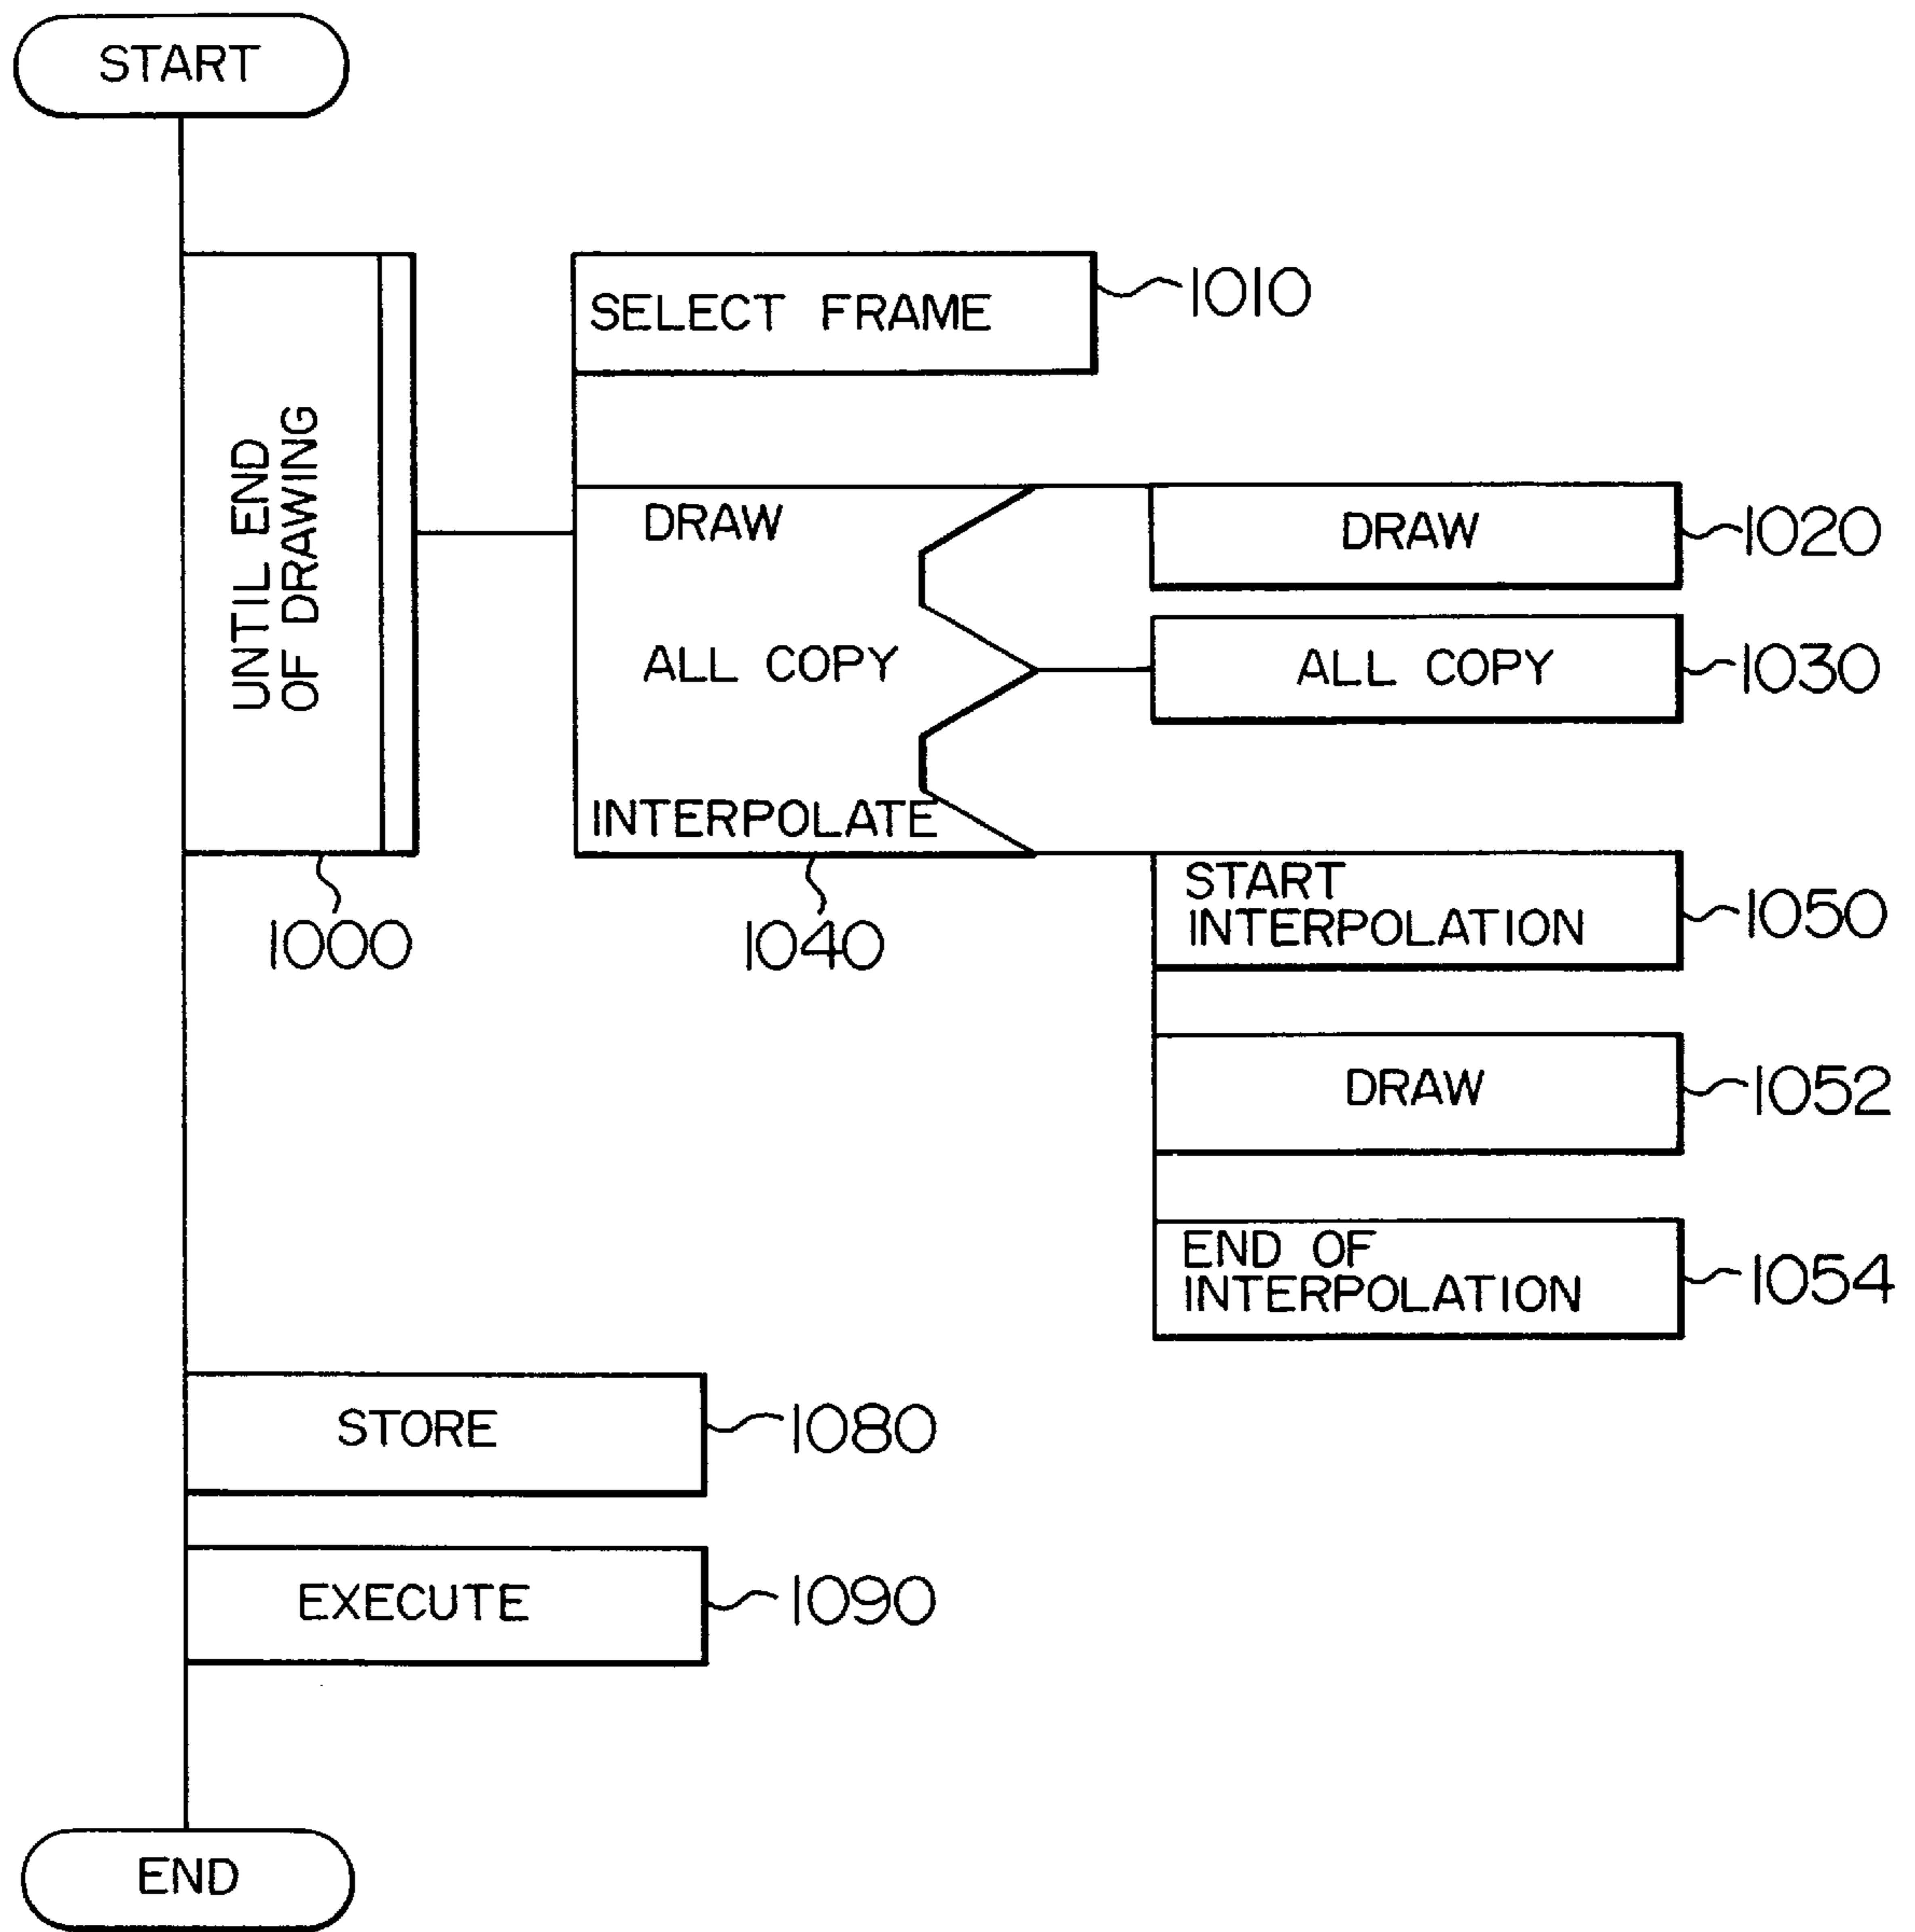 START
UNTIL END
OF DRAWING
1000
SELECT FRAME
1010
DRAW
ALL COPY
INTERPOLATE
1040
DRAW
1020
ALL COPY
1030
START
INTERPOLATION
1050
DRAW
1052
END OF
INTERPOLATION
1054
STORE
1080
EXECUTE
1090
END